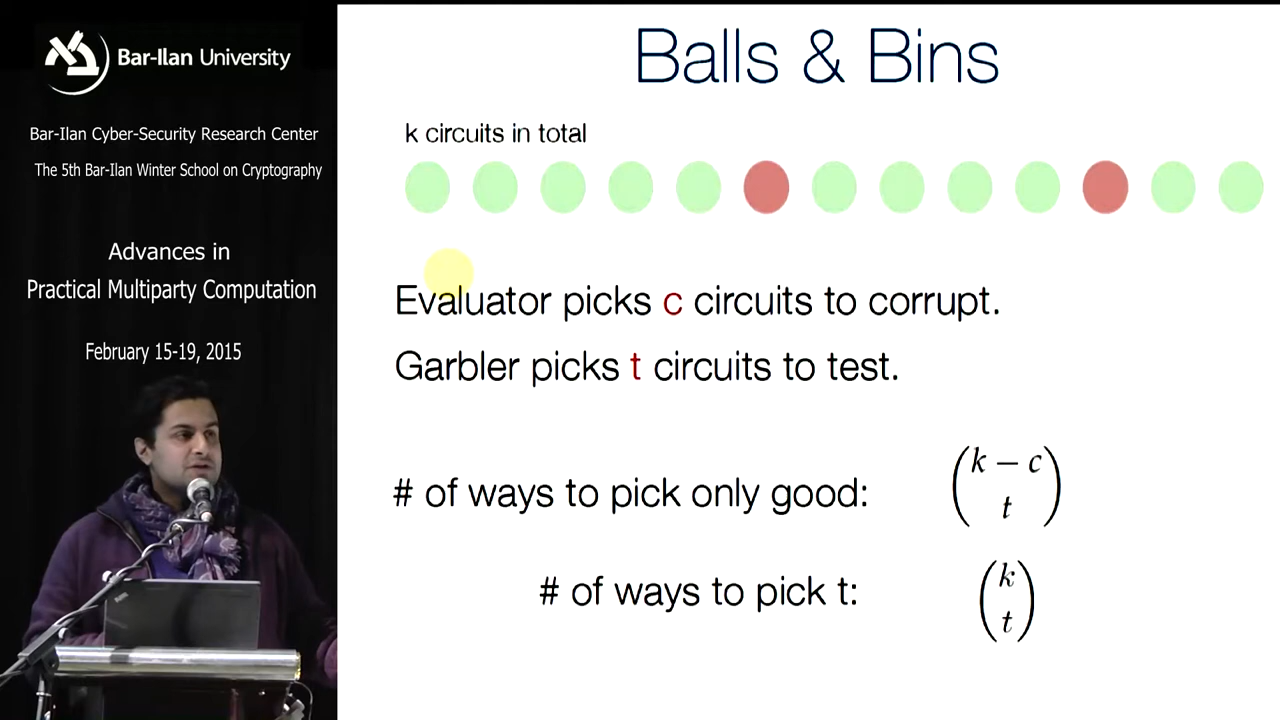 Bar-Ilan University
Bar-Ilan Cyber-Security Research Center
The 5th Bar-Ilan Winter School on Cryptography
Advances in
Practical Multiparty Computation
February 15-19, 2015
Balls & Bins
k circuits in total
Evaluator picks c circuits to corrupt.
Garbler picks t circuits to test.
# of ways to pick only good: (k − c
t)
# of ways to pick t: (k
t)